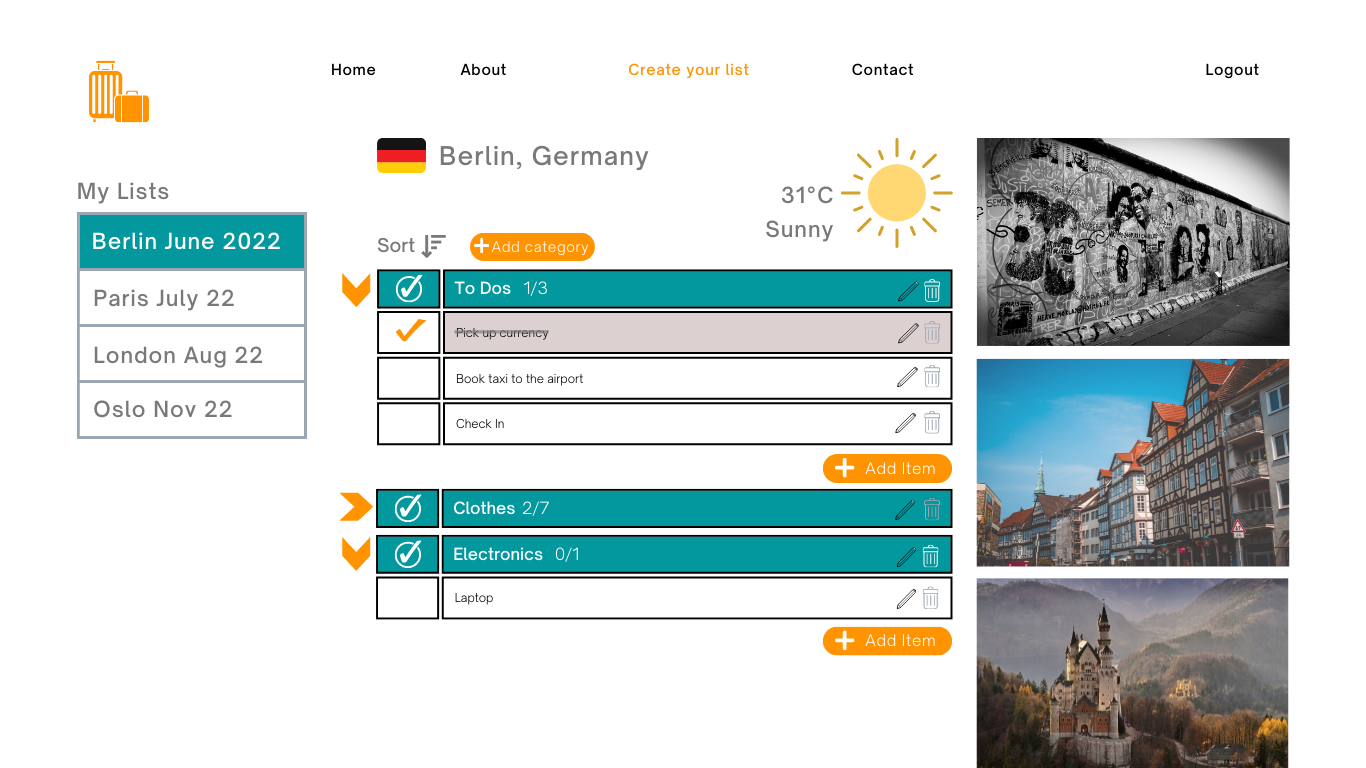 Home About Create your list Contact Logout
My Lists
Berlin June 2022
Paris July 22
London Aug 22
Oslo Nov 22
Berlin, Germany
31°C
Sunny
Sort
Add category
To Dos 1/3
Pick up currency
Book taxi to the airport
Check In
Add Item
Clothes 2/7
Electronics 0/1
Laptop
Add Item